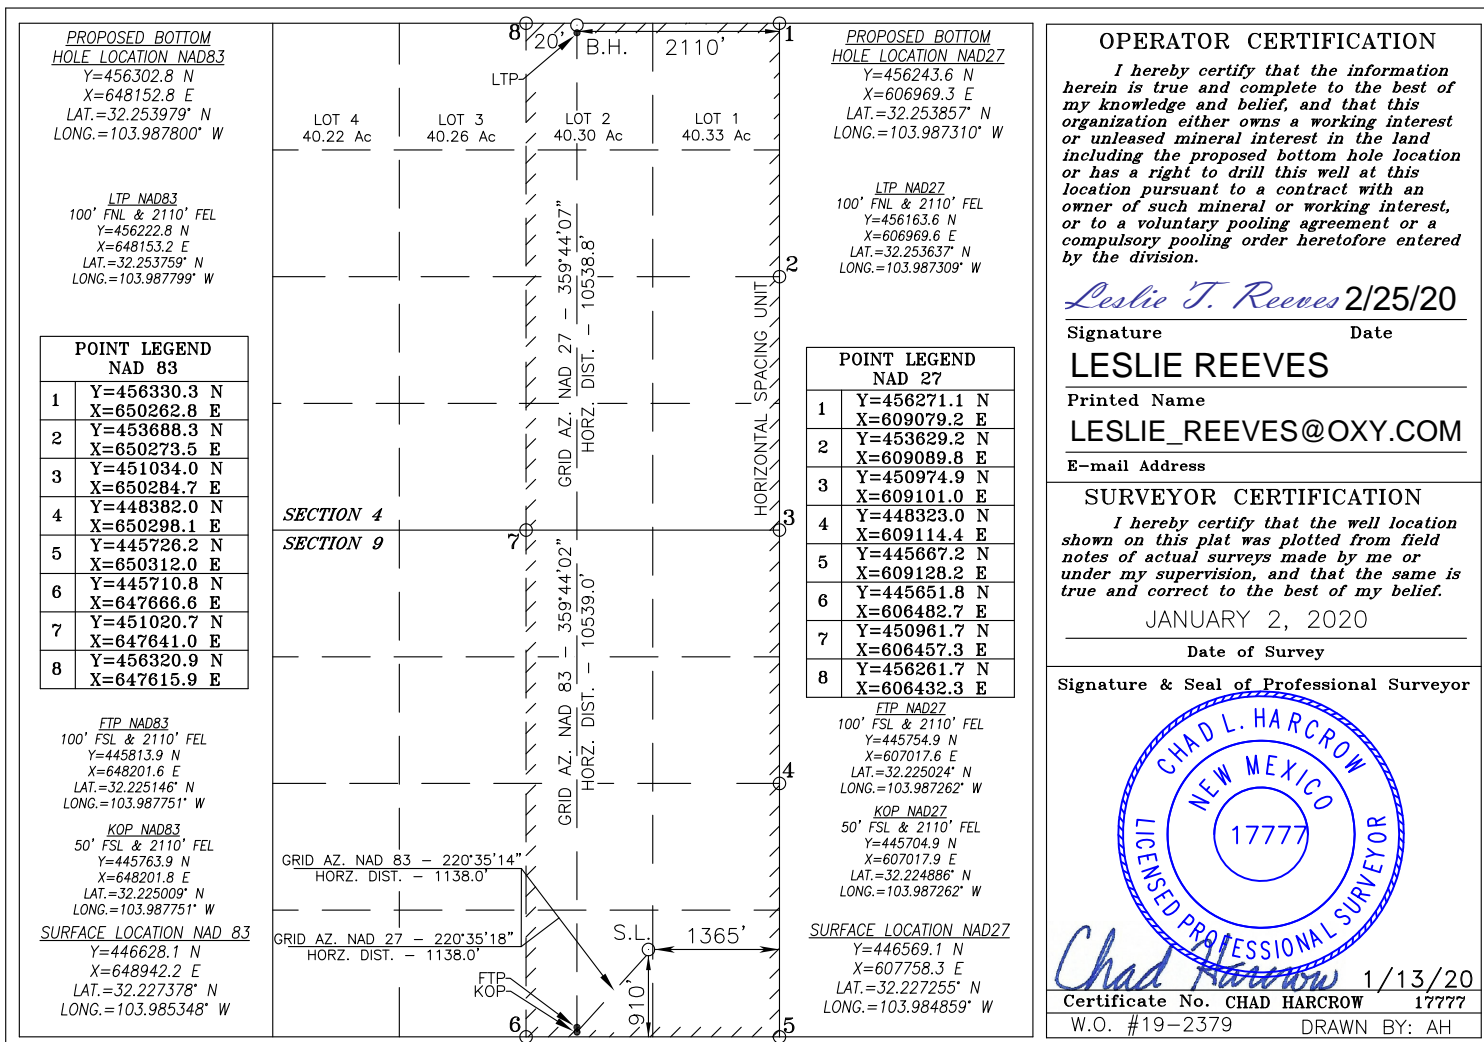 PROPOSED BOTTOM
HOLE LOCATION NAD83
Y=456302.8 N
X=648152.8 E
LAT.=32.253979° N
LONG.=103.987800° W
LTP NAD83
100' FNL & 2110' FEL
Y=456222.8 N
X=648153.2 E
LAT.=32.253759° N
LONG.=103.987799° W
POINT LEGEND
NAD 83
1 Y=456330.3 N
X=650262.8 E
2 Y=453688.3 N
X=650273.5 E
3 Y=451034.0 N
X=650284.7 E
4 Y=448382.0 N
X=650298.1 E
5 Y=445726.2 N
X=650312.0 E
6 Y=445710.8 N
X=647666.6 E
7 Y=451020.7 N
X=647641.0 E
8 Y=456320.9 N
X=647615.9 E
FTP NAD83
100' FSL & 2110' FEL
Y=445813.9 N
X=648201.6 E
LAT.=32.225146° N
LONG.=103.987751° W
KOP NAD83
50' FSL & 2110' FEL
Y=445763.9 N
X=648201.8 E
LAT.=32.225009° N
LONG.=103.987751° W
SURFACE LOCATION NAD 83
Y=446628.1 N
X=648942.2 E
LAT.=32.227378° N
LONG.=103.985348° W
8
20'
B.H.
2110'
1
LTP
LOT 4
40.22 Ac
LOT 3
40.26 Ac
LOT 2
40.30 Ac
LOT 1
40.33 Ac
2
GRID AZ. NAD 27 - 359°44'07"
HORZ. DIST. - 10538.8'
HORIZONTAL SPACING UNIT
SECTION 4
SECTION 9
7
3
GRID AZ. NAD 83 - 359°44'02"
HORZ. DIST. - 10539.0'
4
GRID AZ. NAD 83 - 220°35'14"
HORZ. DIST. - 1138.0'
GRID AZ. NAD 27 - 220°35'18"
HORZ. DIST. - 1138.0'
S.L.
1365'
910'
FTP
KOP
6
5
PROPOSED BOTTOM
HOLE LOCATION NAD27
Y=456243.6 N
X=606969.3 E
LAT.=32.253857° N
LONG.=103.987310° W
LTP NAD27
100' FNL & 2110' FEL
Y=456163.6 N
X=606969.6 E
LAT.=32.253637° N
LONG.=103.987309° W
POINT LEGEND
NAD 27
1 Y=456271.1 N
X=609079.2 E
2 Y=453629.2 N
X=609089.8 E
3 Y=450974.9 N
X=609101.0 E
4 Y=448323.0 N
X=609114.4 E
5 Y=445667.2 N
X=609128.2 E
6 Y=445651.8 N
X=606482.7 E
7 Y=450961.7 N
X=606457.3 E
8 Y=456261.7 N
X=606432.3 E
FTP NAD27
100' FSL & 2110' FEL
Y=445754.9 N
X=607017.6 E
LAT.=32.225024° N
LONG.=103.987262° W
KOP NAD27
50' FSL & 2110' FEL
Y=445704.9 N
X=607017.9 E
LAT.=32.224886° N
LONG.=103.987262° W
SURFACE LOCATION NAD27
Y=446569.1 N
X=607758.3 E
LAT.=32.227255° N
LONG.=103.984859° W
OPERATOR CERTIFICATION
I hereby certify that the information
herein is true and complete to the best of
my knowledge and belief, and that this
organization either owns a working interest
or unleased mineral interest in the land
including the proposed bottom hole location
or has a right to drill this well at this
location pursuant to a contract with an
owner of such mineral or working interest,
or to a voluntary pooling agreement or a
compulsory pooling order heretofore entered
by the division.
Leslie T. Reeves 2/25/20
Signature Date
LESLIE REEVES
Printed Name
LESLIE_REEVES@OXY.COM
E-mail Address
SURVEYOR CERTIFICATION
I hereby certify that the well location
shown on this plat was plotted from field
notes of actual surveys made by me or
under my supervision, and that the same is
true and correct to the best of my belief.
JANUARY 2, 2020
Date of Survey
Signature & Seal of Professional Surveyor
CHAD L. HARCROW
NEW MEXICO
17777
LICENSED PROFESSIONAL SURVEYOR
Chad Harcrow 1/13/20
Certificate No. CHAD HARCROW 17777
W.O. #19-2379 DRAWN BY: AH